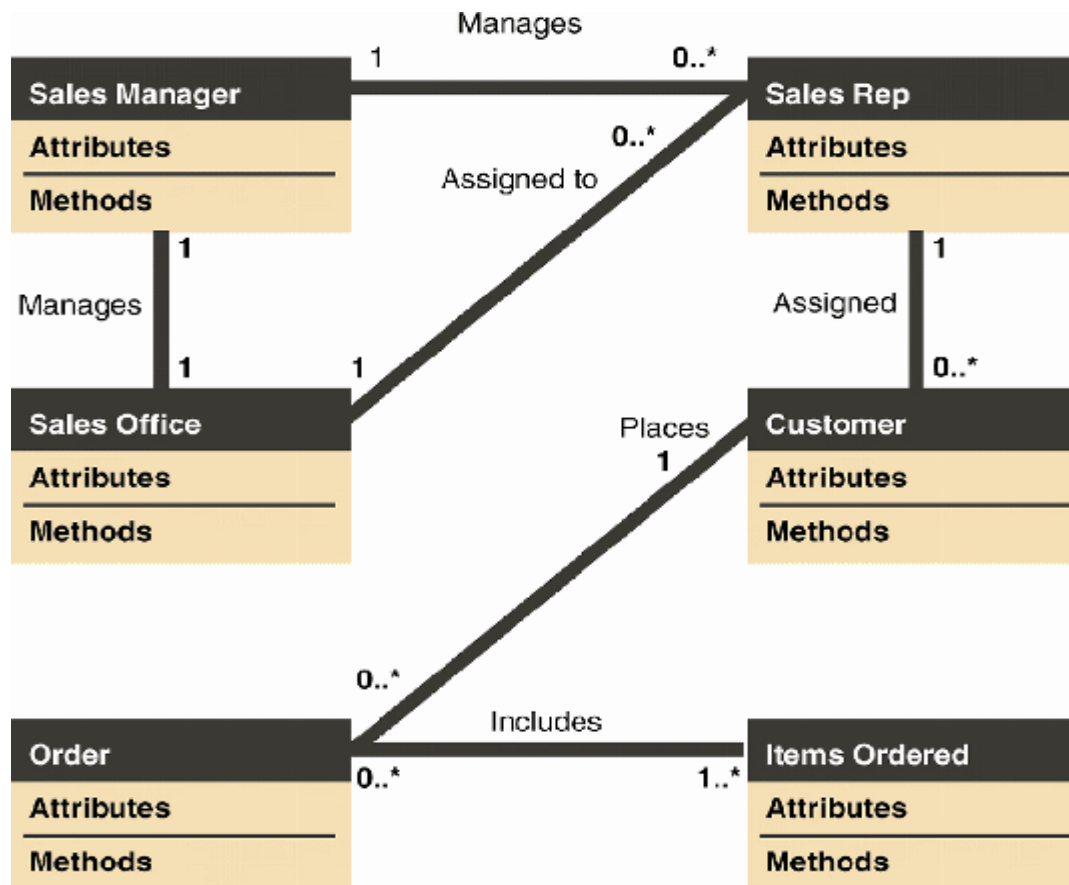 Manages
1 0..*
Sales Manager
Attributes
Methods
Sales Rep
Attributes
Methods
0..*
Assigned to
1
Manages
1
1
Assigned
0..*
1
Sales Office
Attributes
Methods
Places
1
Customer
Attributes
Methods
0..*
Includes
Order
Attributes
Methods
0..* 1..*
Items Ordered
Attributes
Methods